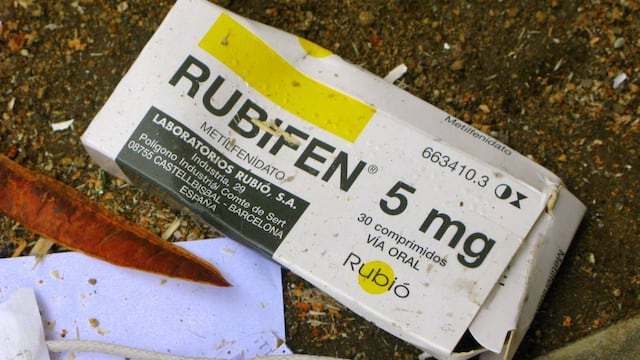 RUBIFEN®
METILFENIDATO
LABORATORIOS RUBIÓ, S.A.
Industria, 29
Polígono Industrial Comte de Sert
08755 CASTELLBISBAL - BARCELONA
ESPAÑA
5 mg
30 comprimidos
VÍA ORAL
Rubió
663410.3
Metilfenidato